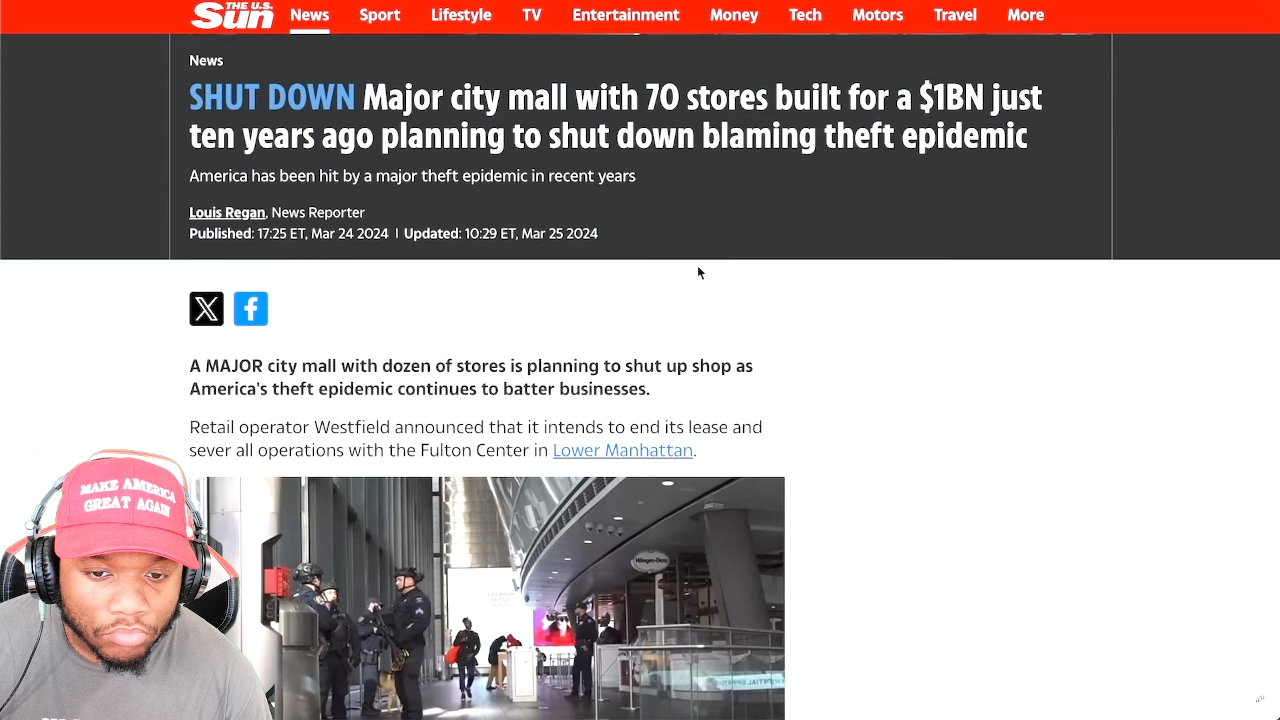 THE U.S.
Sun
News Sport Lifestyle TV Entertainment Money Tech Motors Travel More
News
SHUT DOWN Major city mall with 70 stores built for a $1BN just
ten years ago planning to shut down blaming theft epidemic
America has been hit by a major theft epidemic in recent years
Louis Regan, News Reporter
Published: 17:25 ET, Mar 24 2024 | Updated: 10:29 ET, Mar 25 2024
A MAJOR city mall with dozen of stores is planning to shut up shop as
America's theft epidemic continues to batter businesses.
Retail operator Westfield announced that it intends to end its lease and
sever all operations with the Fulton Center in Lower Manhattan.
MAKE AMERICA
GREAT AGAIN
Häagen-Dazs